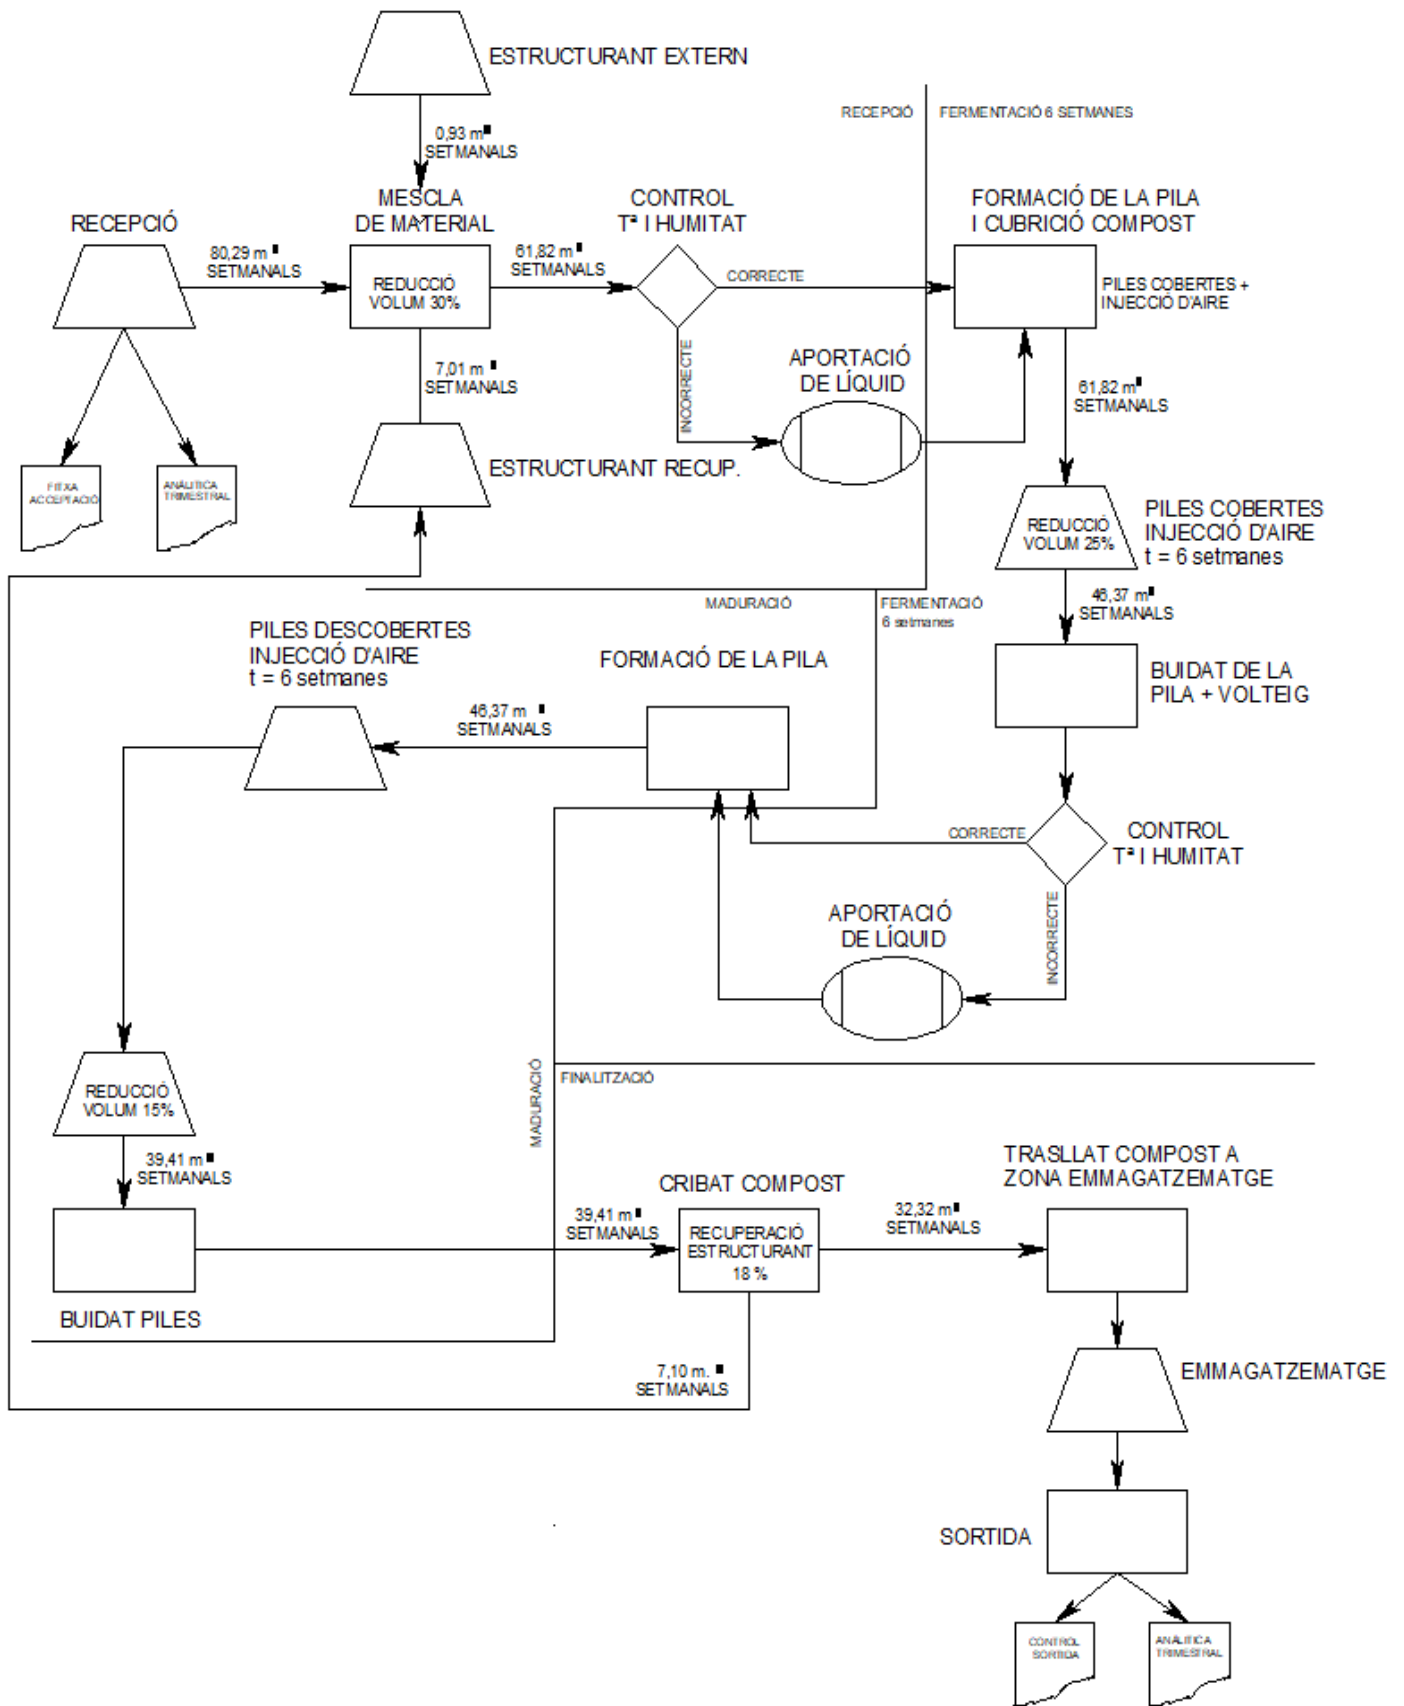 ESTRUCTURANT EXTERN
0,93 m
SETMANALS
RECEPCIÓ
FERMENTACIÓ 6 SETMANES
RECEPCIÓ
80,29 m
SETMANALS
MESCLA
DE MATERIAL
REDUCCIÓ
VOLUM 30%
61,82 m
SETMANALS
CONTROL
Tª I HUMITAT
CORRECTE
INCORRECTE
FORMACIÓ DE LA PILA
I CUBRICIÓ COMPOST
PILES COBERTES +
INJECCIÓ D'AIRE
7,01 m
SETMANALS
APORTACIÓ
DE LÍQUID
61,82 m
SETMANALS
ESTRUCTURANT RECUP.
FITXA
ACCEPTACIÓ
ANÀLITICA
TRIMESTRAL
REDUCCIÓ
VOLUM 25%
PILES COBERTES
INJECCIÓ D'AIRE
t = 6 setmanes
46,37 m
SETMANALS
MADURACIÓ
FERMENTACIÓ
6 setmanes
PILES DESCOBERTES
INJECCIÓ D'AIRE
t = 6 setmanes
FORMACIÓ DE LA PILA
BUIDAT DE LA
PILA + VOLTEIG
46,37 m
SETMANALS
CORRECTE
CONTROL
Tª I HUMITAT
INCORRECTE
APORTACIÓ
DE LÍQUID
MADURACIÓ
FINALITZACIÓ
REDUCCIÓ
VOLUM 15%
39,41 m
SETMANALS
BUIDAT PILES
39,41 m
SETMANALS
CRIBAT COMPOST
RECUPERACIÓ
ESTRUCTURANT
18 %
32,32 m
SETMANALS
TRASLLAT COMPOST A
ZONA EMMAGATZEMATGE
7,10 m.
SETMANALS
EMMAGATZEMATGE
SORTIDA
CONTROL
SORTIDA
ANÀLITICA
TRIMESTRAL